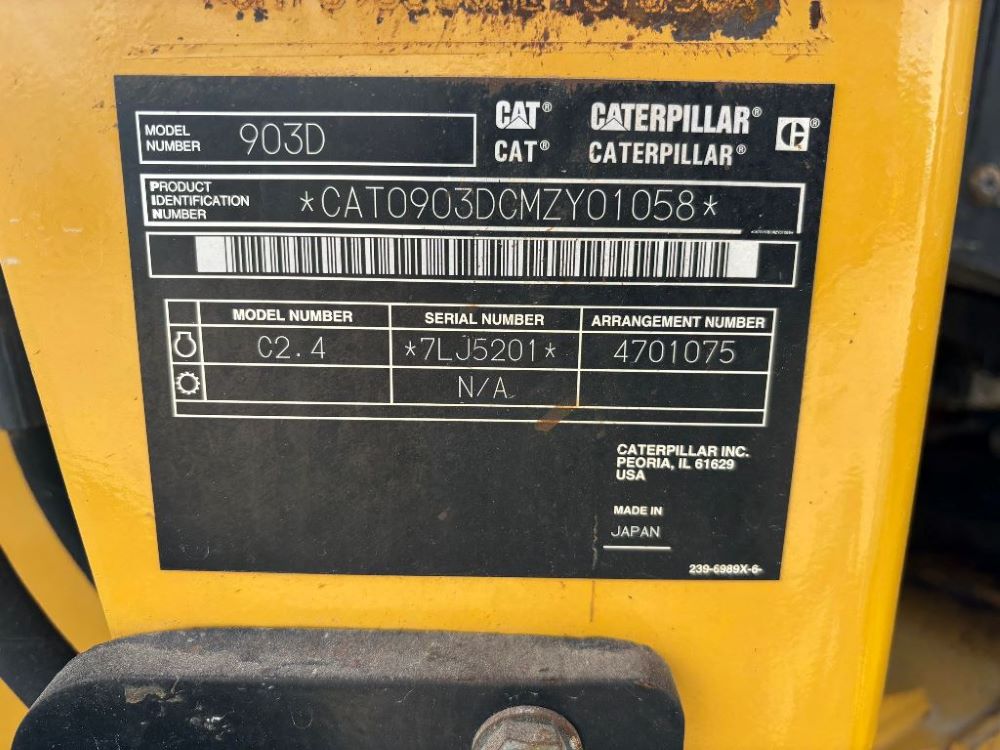 CAT® CATERPILLAR®
CAT® CATERPILLAR®
MODEL NUMBER 903D
PRODUCT IDENTIFICATION NUMBER *CAT0903DCMZY01058*
MODEL NUMBER SERIAL NUMBER ARRANGEMENT NUMBER
C2.4 *7LJ5201* 4701075
N/A
CATERPILLAR INC.
PEORIA, IL 61629
USA
MADE IN
JAPAN
239-6989X-6-